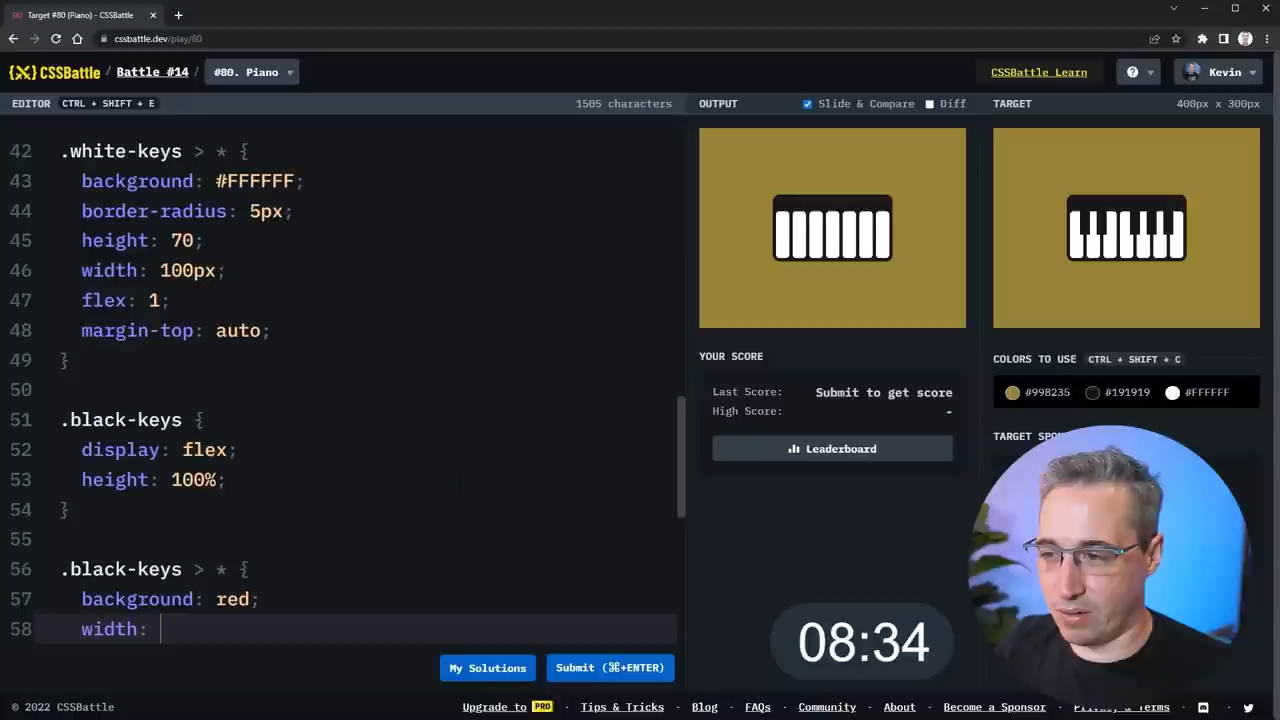 Target #80 (Piano) - CSSBattle
cssbattle.dev/play/80
{X} CSSBattle / Battle #14 / #80. Piano
CSSBattle Learn
?
Kevin
EDITOR CTRL + SHIFT + E
1505 characters
OUTPUT
Slide & Compare
Diff
TARGET
400px x 300px
42 .white-keys > * {
43 background: #FFFFFF;
44 border-radius: 5px;
45 height: 70;
46 width: 100px;
47 flex: 1;
48 margin-top: auto;
49 }
50
51 .black-keys {
52 display: flex;
53 height: 100%;
54 }
55
56 .black-keys > * {
57 background: red;
58 width:
YOUR SCORE
Last Score: Submit to get score
High Score: -
Leaderboard
COLORS TO USE CTRL + SHIFT + C
#998235 #191919 #FFFFFF
TARGET
08:34
My Solutions
Submit (⌘+ENTER)
© 2022 CSSBattle
Upgrade to PRO · Tips & Tricks · Blog · FAQs · Community · About · Become a Sponsor · Privacy & Terms